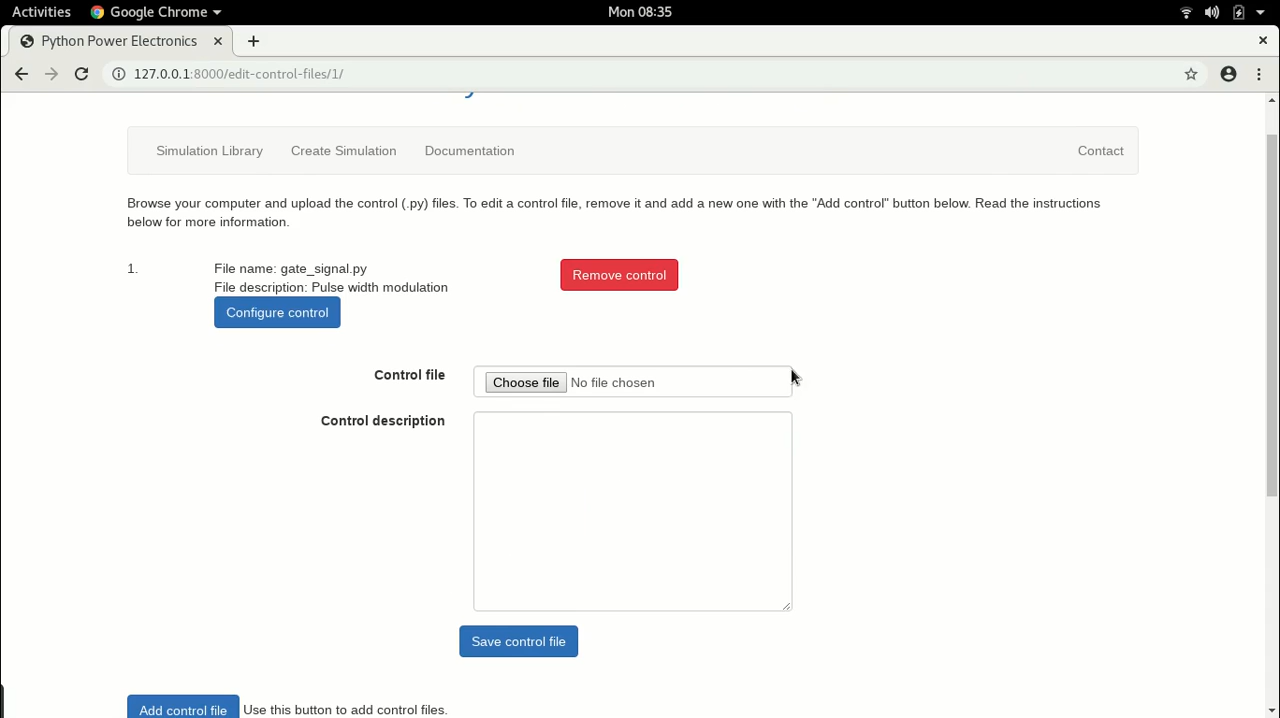 Activities Google Chrome Mon 08:35
Python Power Electronics
127.0.0.1:8000/edit-control-files/1/
Simulation Library Create Simulation Documentation Contact
Browse your computer and upload the control (.py) files. To edit a control file, remove it and add a new one with the "Add control" button below. Read the instructions
below for more information.
1. File name: gate_signal.py Remove control
File description: Pulse width modulation
Configure control
Control file Choose file No file chosen
Control description
Save control file
Add control file Use this button to add control files.